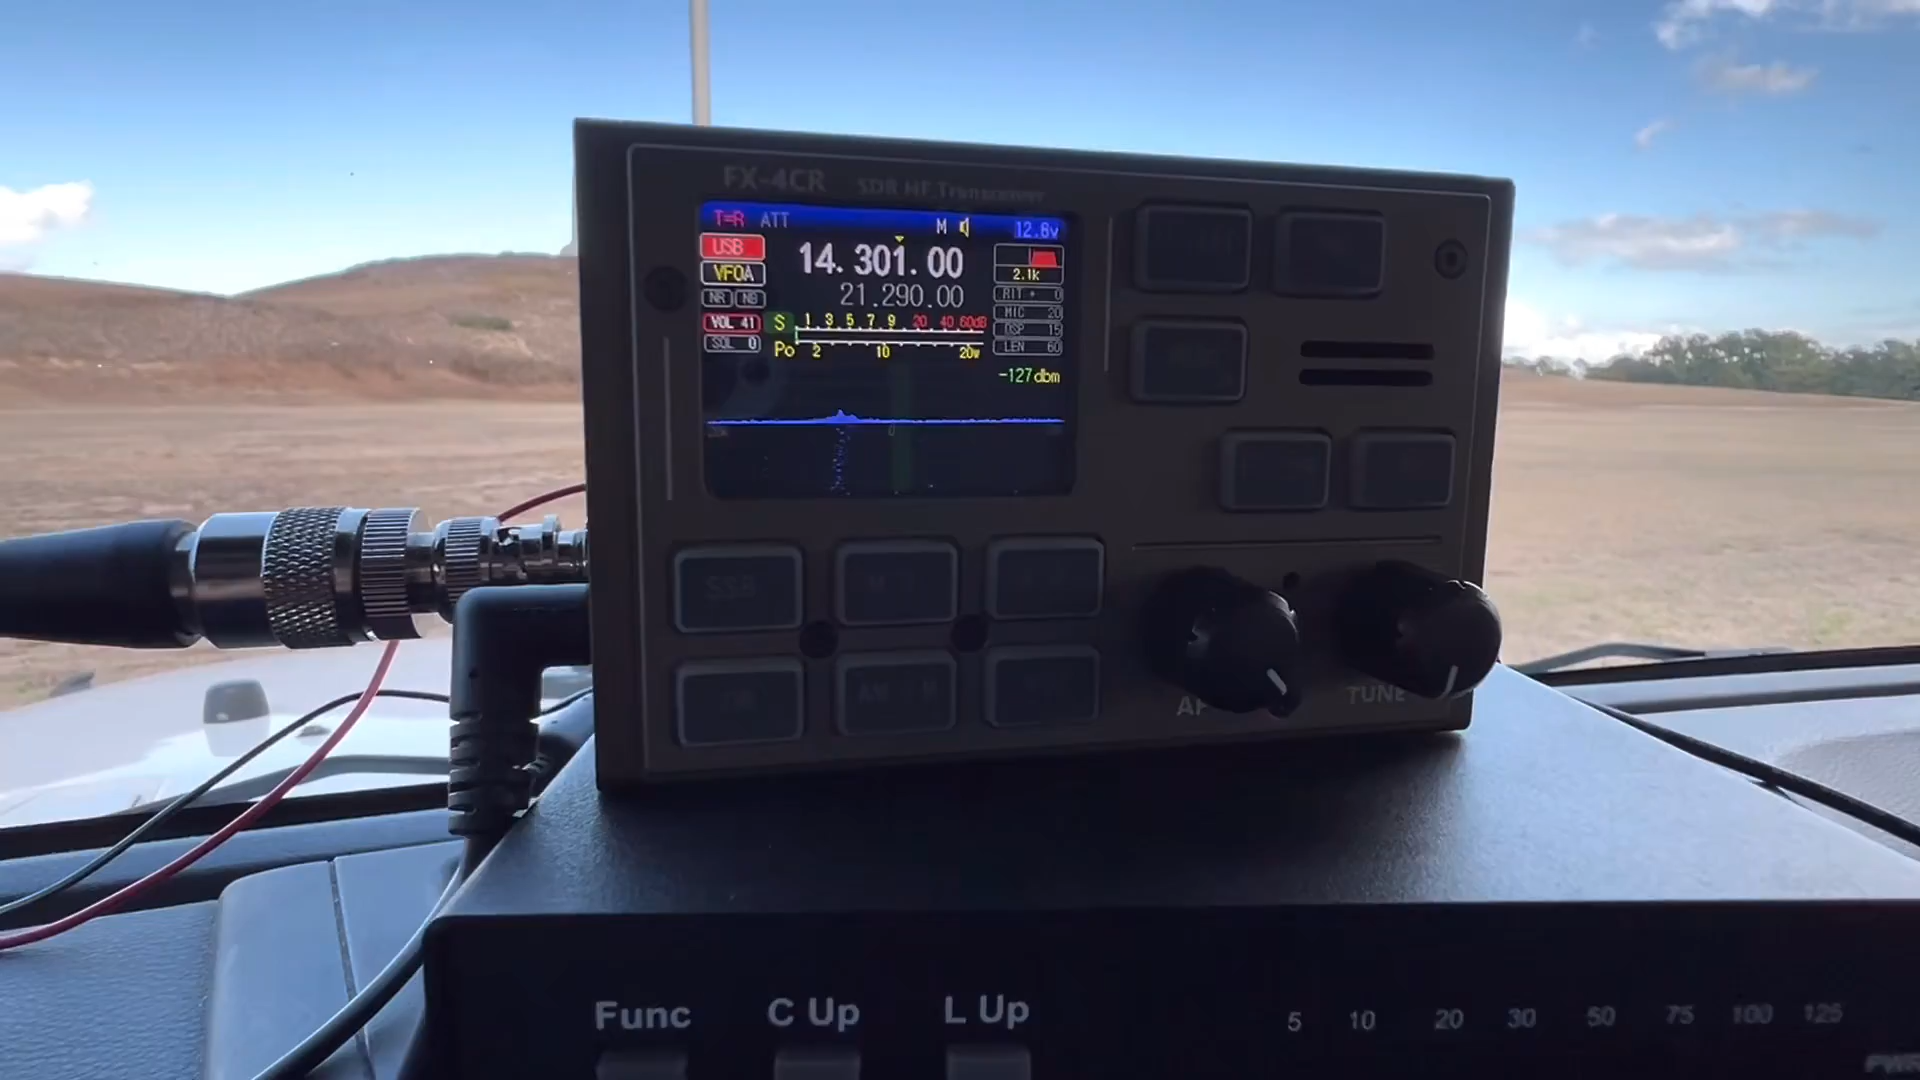 FX-4CR SDR HF Transceiver
T=R ATT M 12.8v
USB 14.301.00
VFOA 21.290.00 2.1k
NR NB RIT 0
VOL 41 S 1 3 5 7 9 20 40 60dB MIC 20
SQL 0 Po 2 10 20w DSP 15
LEN 60
-127dbm
0
SSB
AF TUNE
Func C Up L Up 5 10 20 30 50 75 100 125
PWR